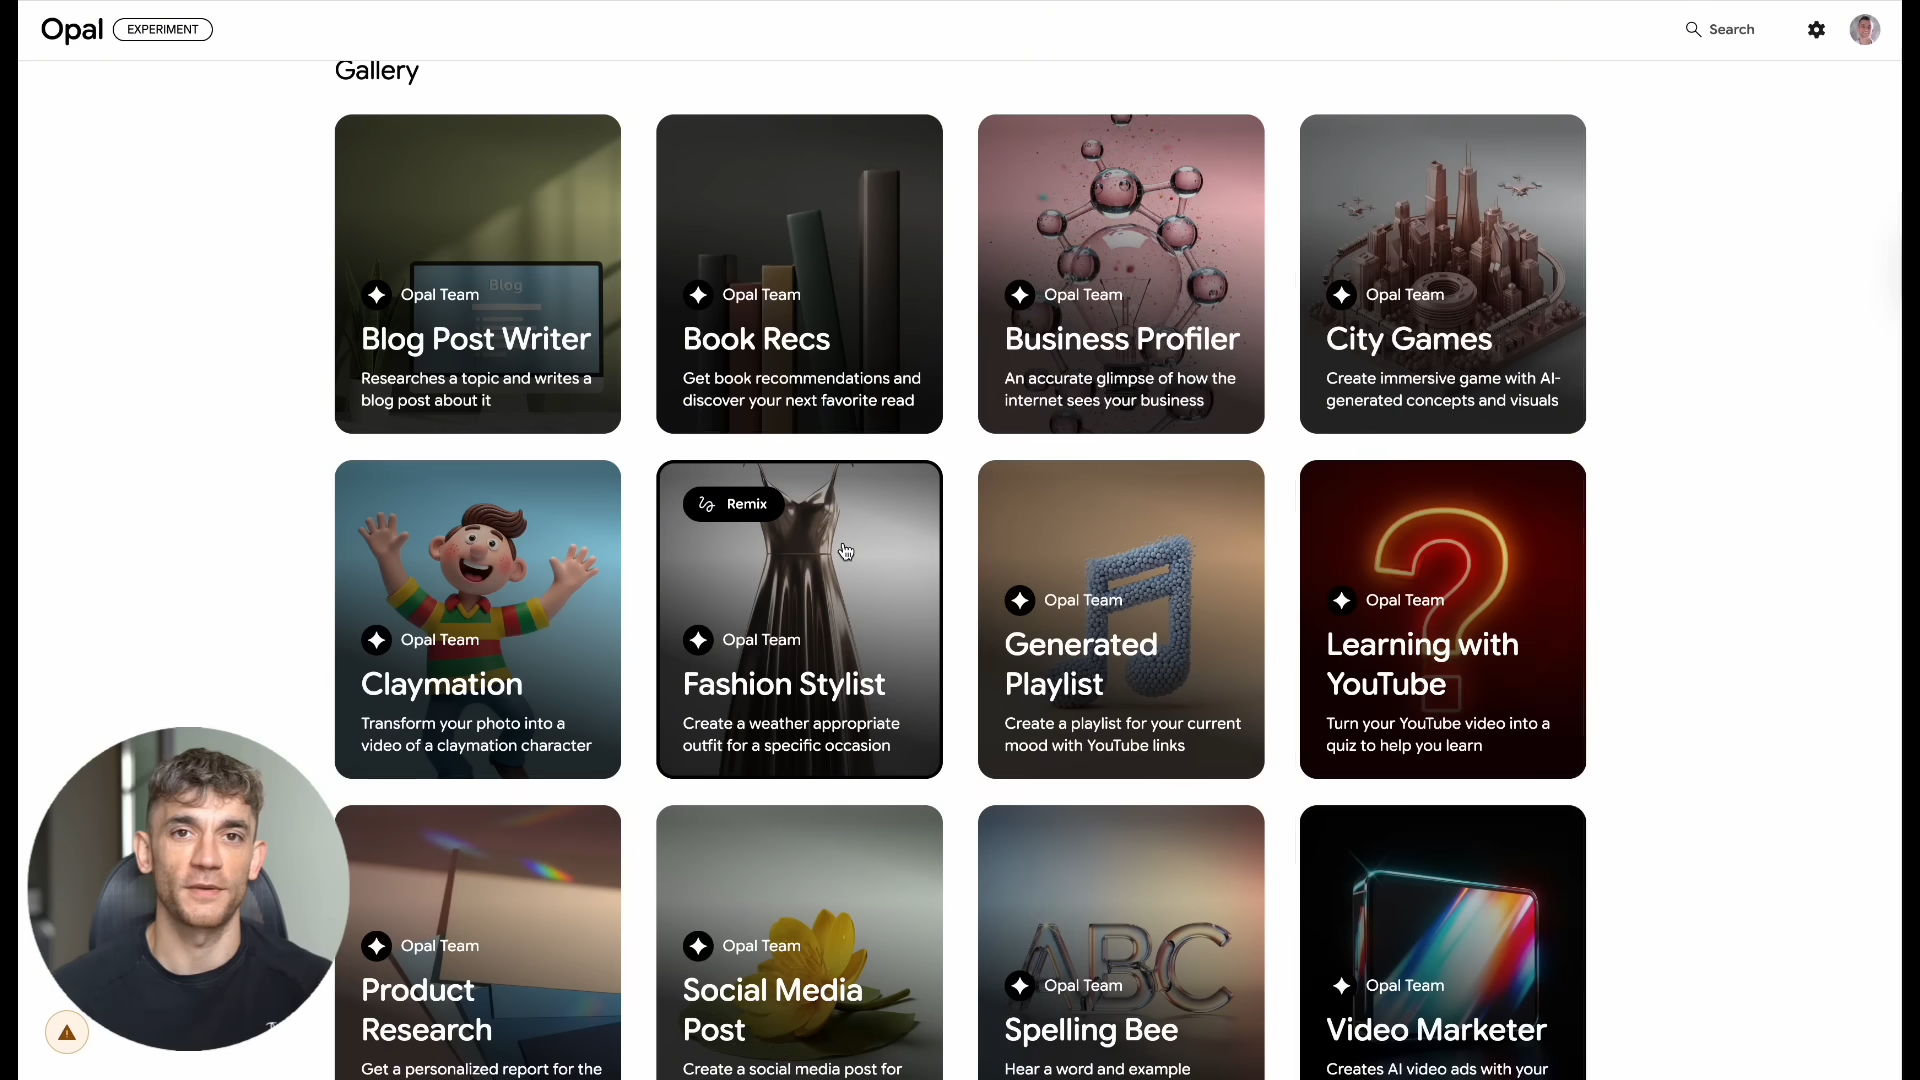 Opal EXPERIMENT
Search
Gallery
Blog
Opal Team
Blog Post Writer
Researches a topic and writes a
blog post about it
Opal Team
Book Recs
Get book recommendations and
discover your next favorite read
Opal Team
Business Profiler
An accurate glimpse of how the
internet sees your business
Opal Team
City Games
Create immersive game with AI-
generated concepts and visuals
Opal Team
Claymation
Transform your photo into a
video of a claymation character
Remix
Opal Team
Fashion Stylist
Create a weather appropriate
outfit for a specific occasion
Opal Team
Generated
Playlist
Create a playlist for your current
mood with YouTube links
Opal Team
Learning with
YouTube
Turn your YouTube video into a
quiz to help you learn
Opal Team
Product
Research
Get a personalized report for the
Opal Team
Social Media
Post
Create a social media post for
ABC
Opal Team
Spelling Bee
Hear a word and example
Opal Team
Video Marketer
Creates AI video ads with your